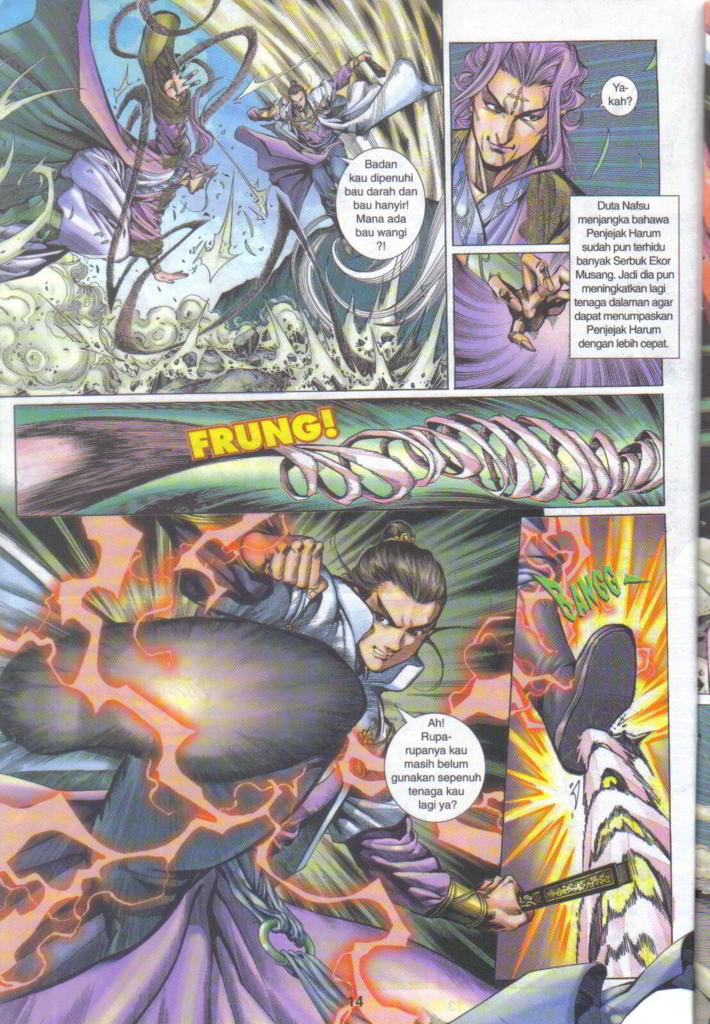 Badan
kau dipenuhi
bau darah dan
bau hanyir!
Mana ada
bau wangi
?!
Ya-
kah?
Duta Nafsu
menjangka bahawa
Penjejak Harum
sudah pun terhidu
banyak Serbuk Ekor
Musang. Jadi dia pun
meningkatkan lagi
tenaga dalaman agar
dapat menumpaskan
Penjejak Harum
dengan lebih cepat.
FRUNG!
BANGG
Ah!
Rupa-
rupanya kau
masih belum
gunakan sepenuh
tenaga kau
lagi ya?
14